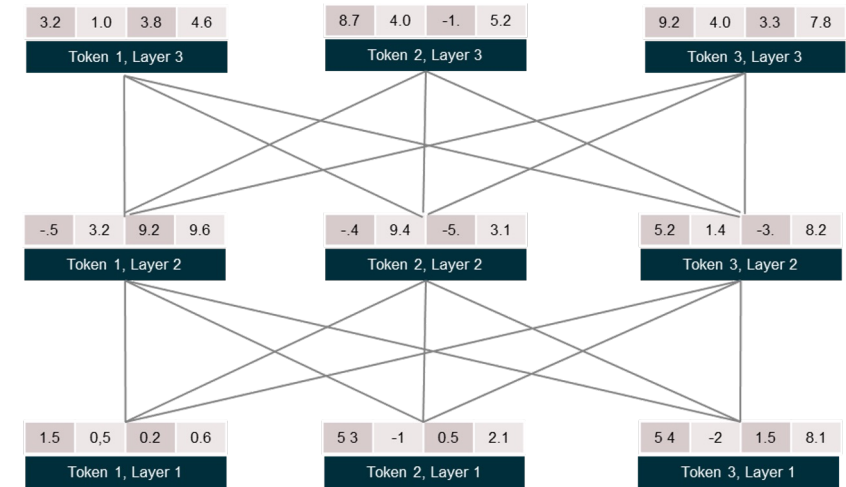 3.2 1.0 3.8 4.6
8.7 4.0 -1. 5.2
9.2 4.0 3.3 7.8
Token 1, Layer 3
Token 2, Layer 3
Token 3, Layer 3
-.5 3.2 9.2 9.6
-.4 9.4 -5. 3.1
5.2 1.4 -3. 8.2
Token 1, Layer 2
Token 2, Layer 2
Token 3, Layer 2
1.5 0,5 0.2 0.6
5 3 -1 0.5 2.1
5 4 -2 1.5 8.1
Token 1, Layer 1
Token 2, Layer 1
Token 3, Layer 1